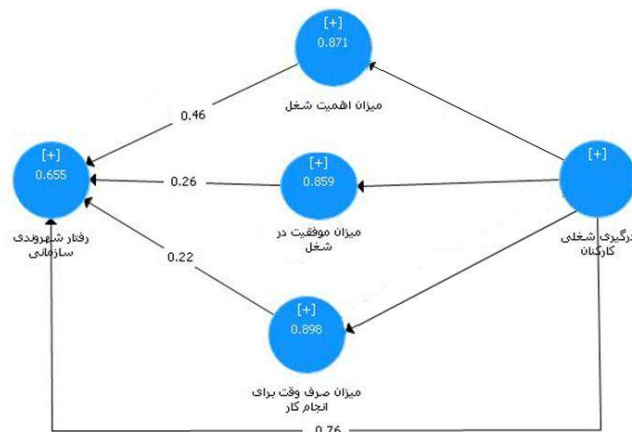 [+]
0.871
میزان اهمیت شغل
0.46
[+]
0.655
رفتار شهروندی
سازمانی
0.26
[+]
0.859
میزان موفقیت در
شغل
[+]
درگیری شغلی
کارکنان
0.22
[+]
0.898
میزان صرف وقت برای
انجام کار
0.76